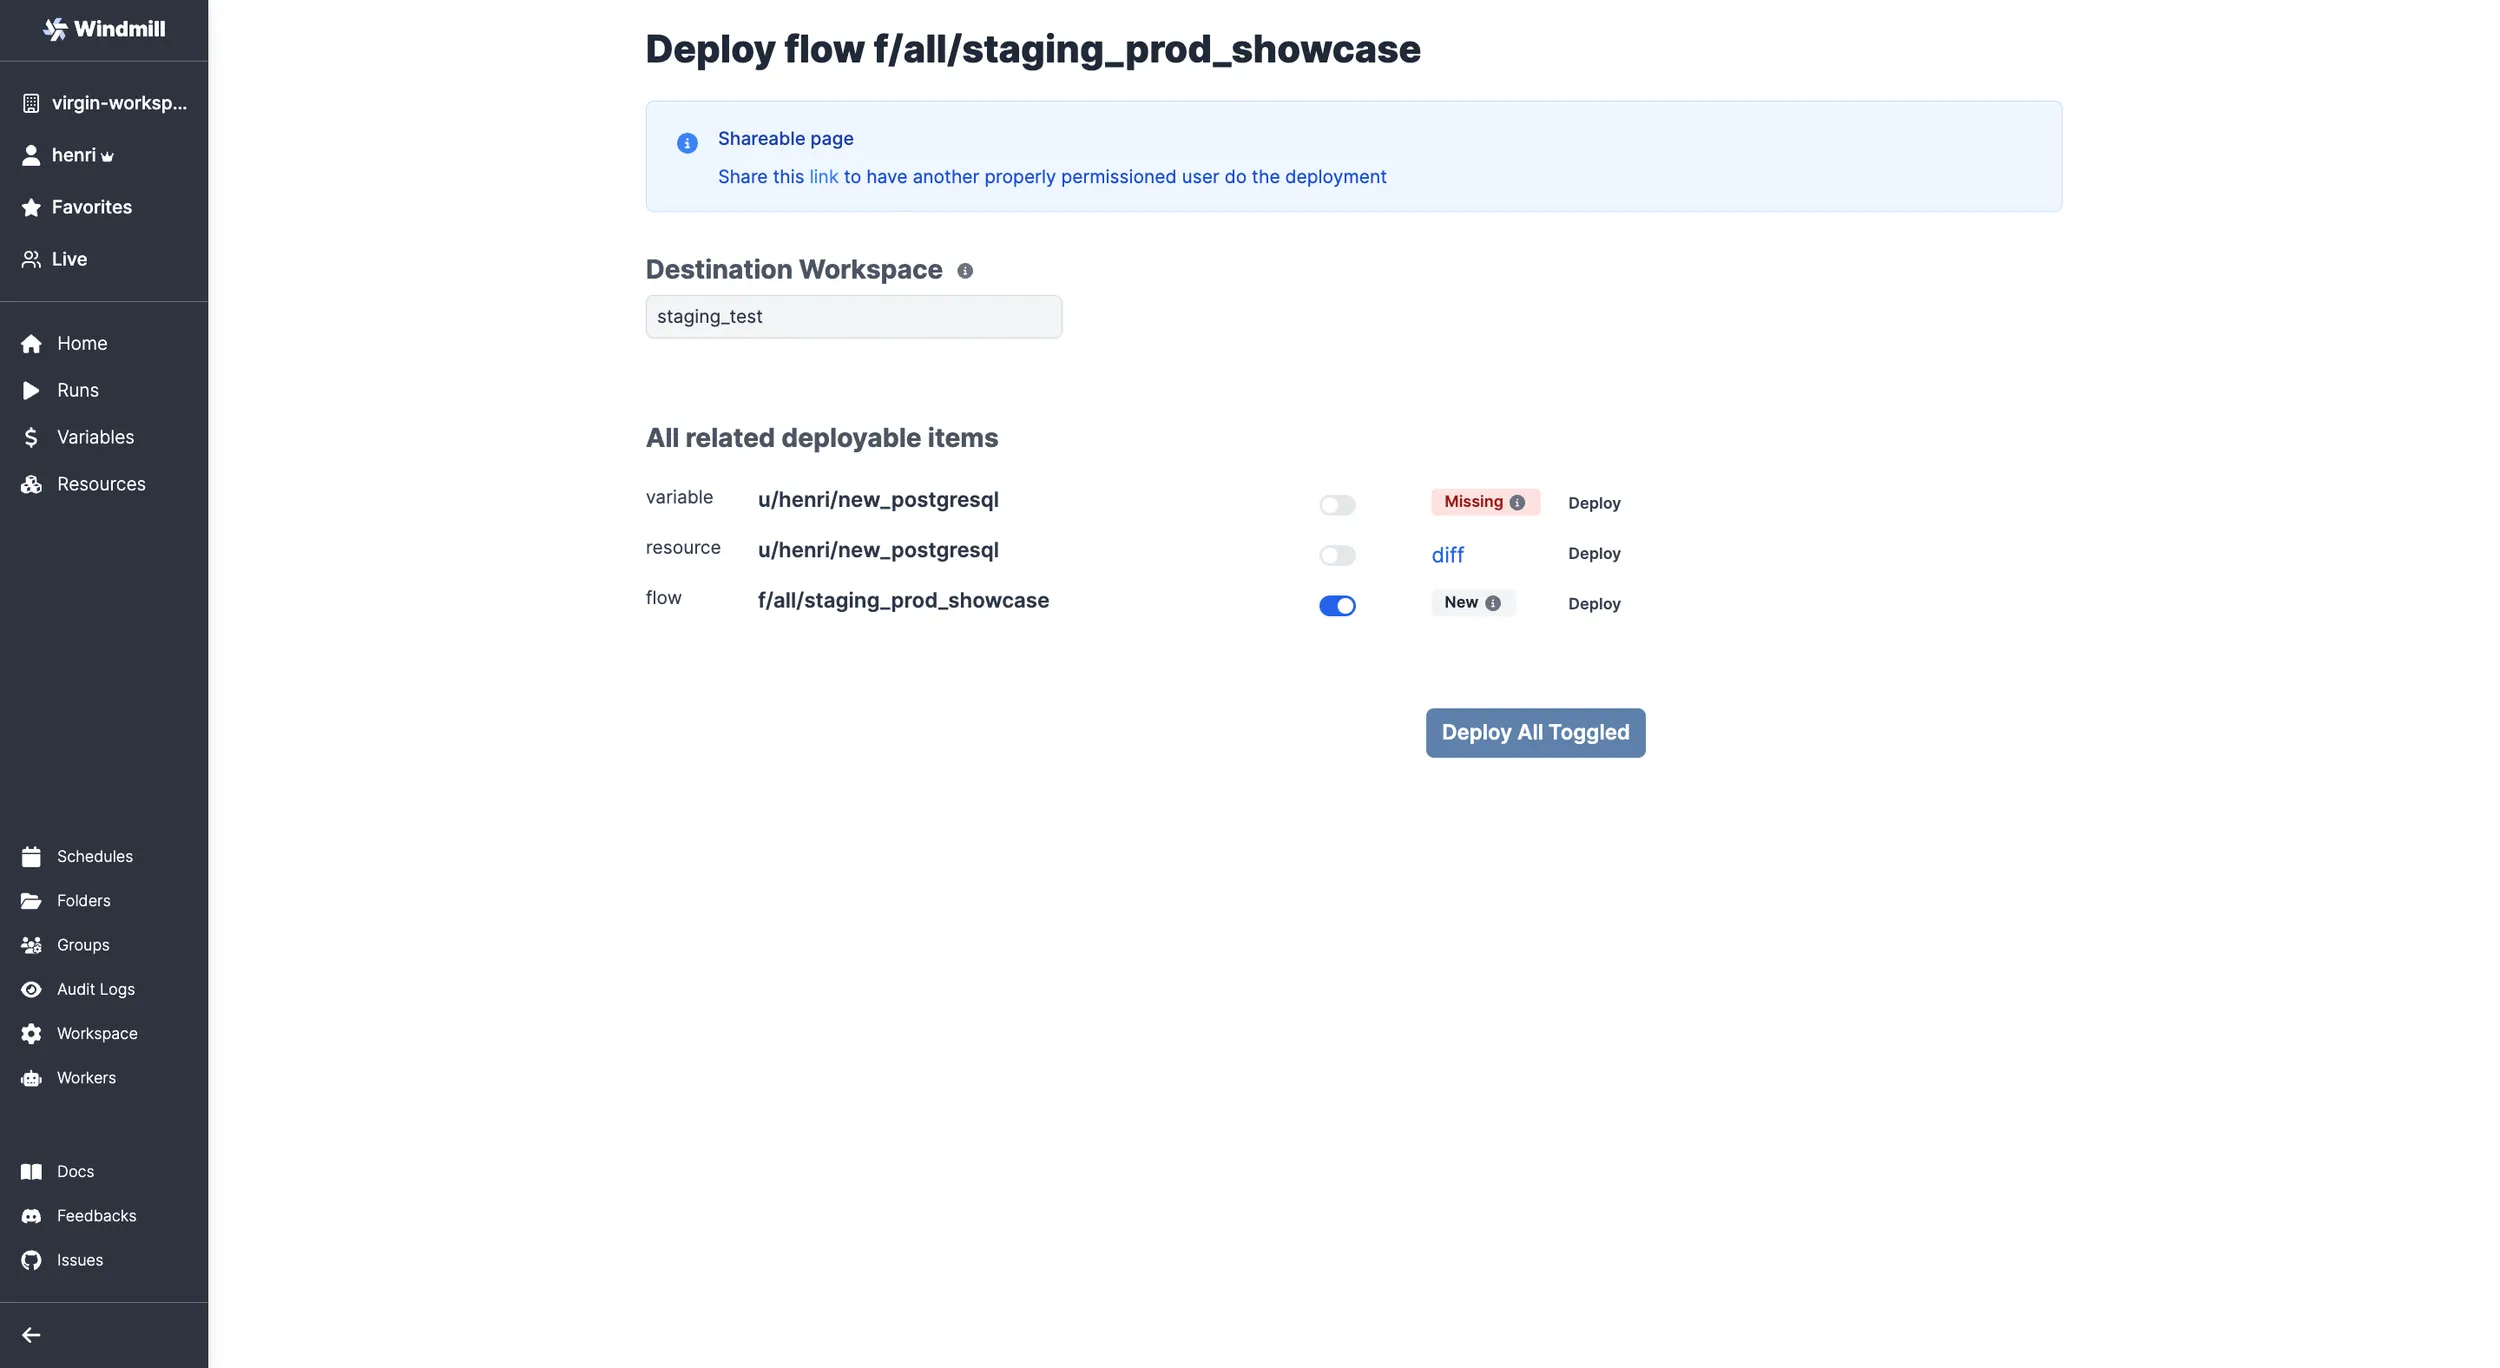 Windmill
virgin-worksp...
henri
Favorites
Live
Home
Runs
Variables
Resources
Schedules
Folders
Groups
Audit Logs
Workspace
Workers
Docs
Feedbacks
Issues
Deploy flow f/all/staging_prod_showcase
Shareable page
Share this link to have another properly permissioned user do the deployment
Destination Workspace
staging_test
All related deployable items
variable u/henri/new_postgresql Missing Deploy
resource u/henri/new_postgresql diff Deploy
flow f/all/staging_prod_showcase New Deploy
Deploy All Toggled